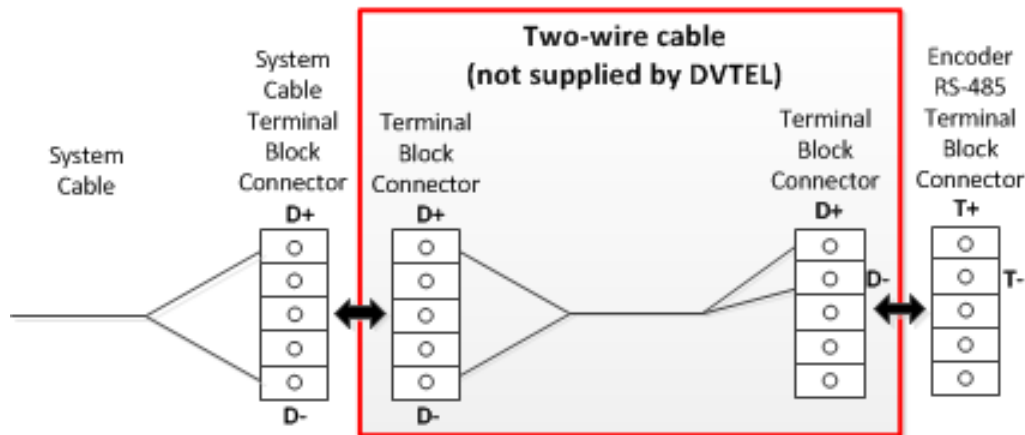 Two-wire cable
(not supplied by DVTEL)
System
Cable
System
Cable
Terminal
Block
Connector
D+
D-
Terminal
Block
Connector
D+
D-
Terminal
Block
Connector
D+
D-
Encoder
RS-485
Terminal
Block
Connector
T+
T-